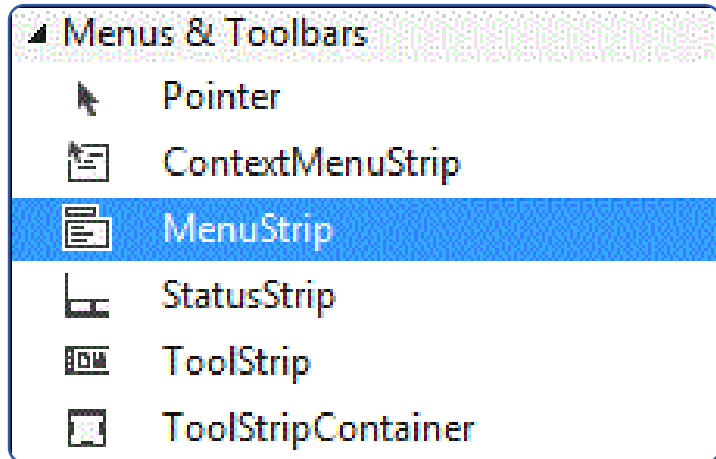 Menus & Toolbars
Pointer
ContextMenuStrip
MenuStrip
StatusStrip
ToolStrip
ToolStripContainer